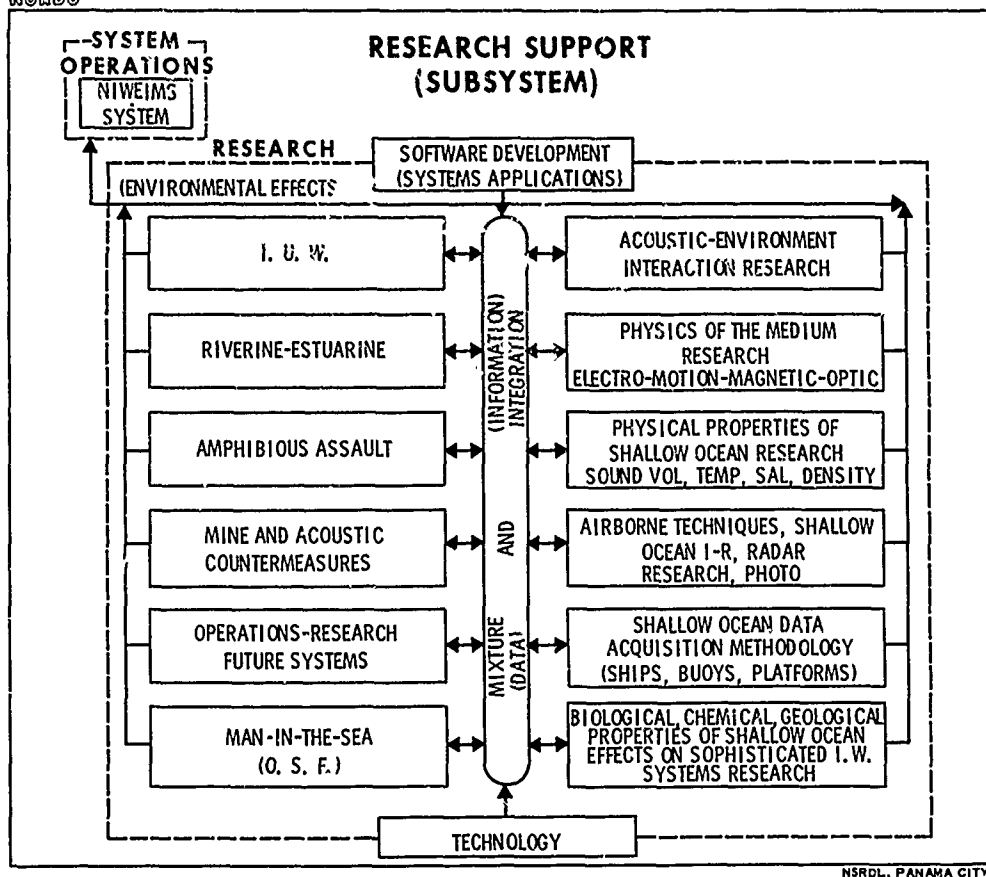 SYSTEM
OPERATIONS
NIWEIMS
SYSTEM
RESEARCH SUPPORT
(SUBSYSTEM)
RESEARCH
SOFTWARE DEVELOPMENT
(SYSTEMS APPLICATIONS)
(ENVIRONMENTAL EFFECTS
I. U. W.
RIVERINE-ESTUARINE
AMPHIBIOUS ASSAULT
MINE AND ACOUSTIC
COUNTERMEASURES
OPERATIONS-RESEARCH
FUTURE SYSTEMS
MAN-IN-THE-SEA
(O. S. F.)
MIXTURE AND INTEGRATION
(DATA) (INFORMATION)
ACOUSTIC-ENVIRONMENT
INTERACTION RESEARCH
PHYSICS OF THE MEDIUM
RESEARCH
ELECTRO-MOTION-MAGNETIC-OPTIC
PHYSICAL PROPERTIES OF
SHALLOW OCEAN RESEARCH
SOUND VOL, TEMP, SAL, DENSITY
AIRBORNE TECHNIQUES, SHALLOW
OCEAN I-R, RADAR
RESEARCH, PHOTO
SHALLOW OCEAN DATA
ACQUISITION METHODOLOGY
(SHIPS, BUOYS, PLATFORMS)
BIOLOGICAL, CHEMICAL, GEOLOGICAL
PROPERTIES OF SHALLOW OCEAN
EFFECTS ON SOPHISTICATED I.W.
SYSTEMS RESEARCH
TECHNOLOGY
NSRDL, PANAMA CITY